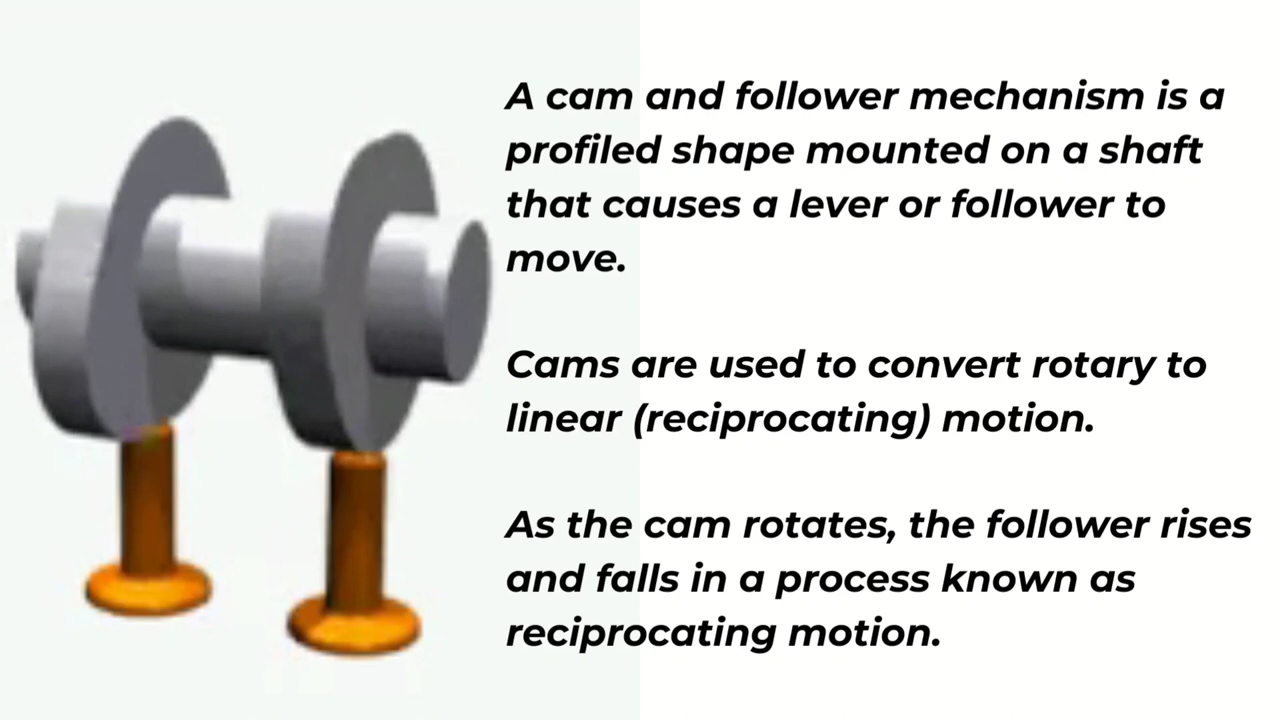 A cam and follower mechanism is a
profiled shape mounted on a shaft
that causes a lever or follower to
move.
Cams are used to convert rotary to
linear (reciprocating) motion.
As the cam rotates, the follower rises
and falls in a process known as
reciprocating motion.